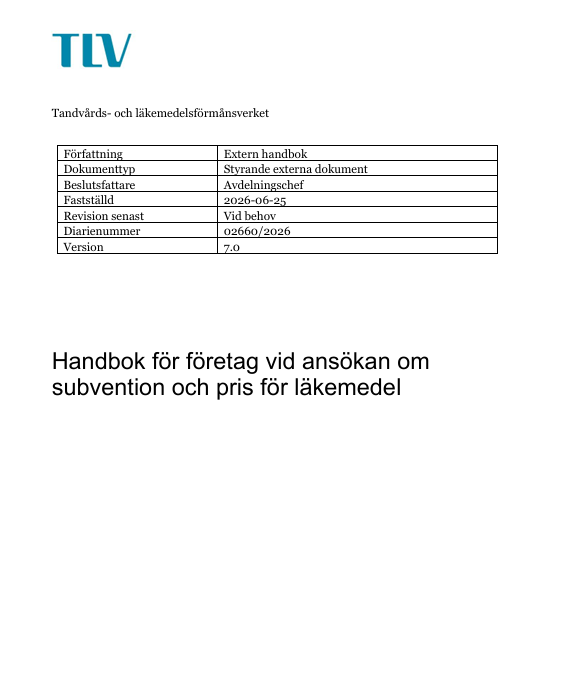 TLV
Tandvårds- och läkemedelsförmånsverket
Författning Extern handbok
Dokumenttyp Styrande externa dokument
Beslutsfattare Avdelningschef
Fastställd 2026-06-25
Revision senast Vid behov
Diarienummer 02660/2026
Version 7.0
Handbok för företag vid ansökan om
subvention och pris för läkemedel